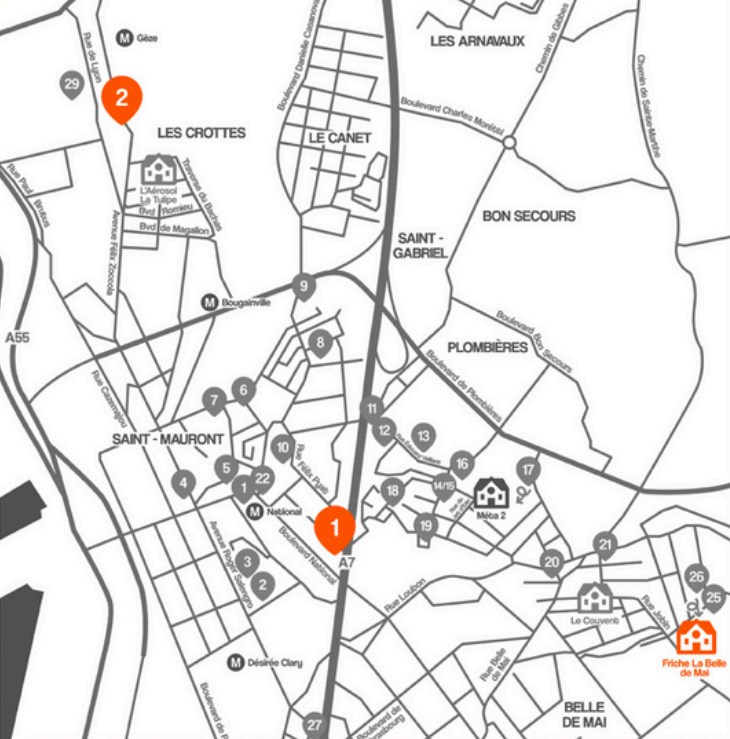 LES ARNAVAUX
Chemin de Gibbes
M Gèze
Rue de Lyon
Boulevard Danielle Casanova
Chemin de Sainte-Marthe
29
2
Boulevard Charles Moretti
LES CROTTES
LE CANET
L'Aérosol
La Tulipe
Traverse du Bachas
Rue Paul
Bvd Romieu
Bvd de Magallon
BON SECOURS
Avenue Félix Zoccola
SAINT -
GABRIEL
9
M Bougainville
A55
Boulevard Bon Secours
8
PLOMBIÈRES
Boulevard de Plombières
Rue Cazemajou
7
6
11
12
13
SAINT - MAURONT
10
Rue Félix Pyat
16
17
5
22
4
1
18
14/15
Méta 2
M National
1
19
Boulevard National
Avenue Roger Salengro
A7
21
3
20
2
26
25
Rue Loubon
Le Couvent
Rue Jobin
Friche La Belle
de Mai
M Désirée Clary
Rue Belle
de Mai
BELLE
DE MAI
27